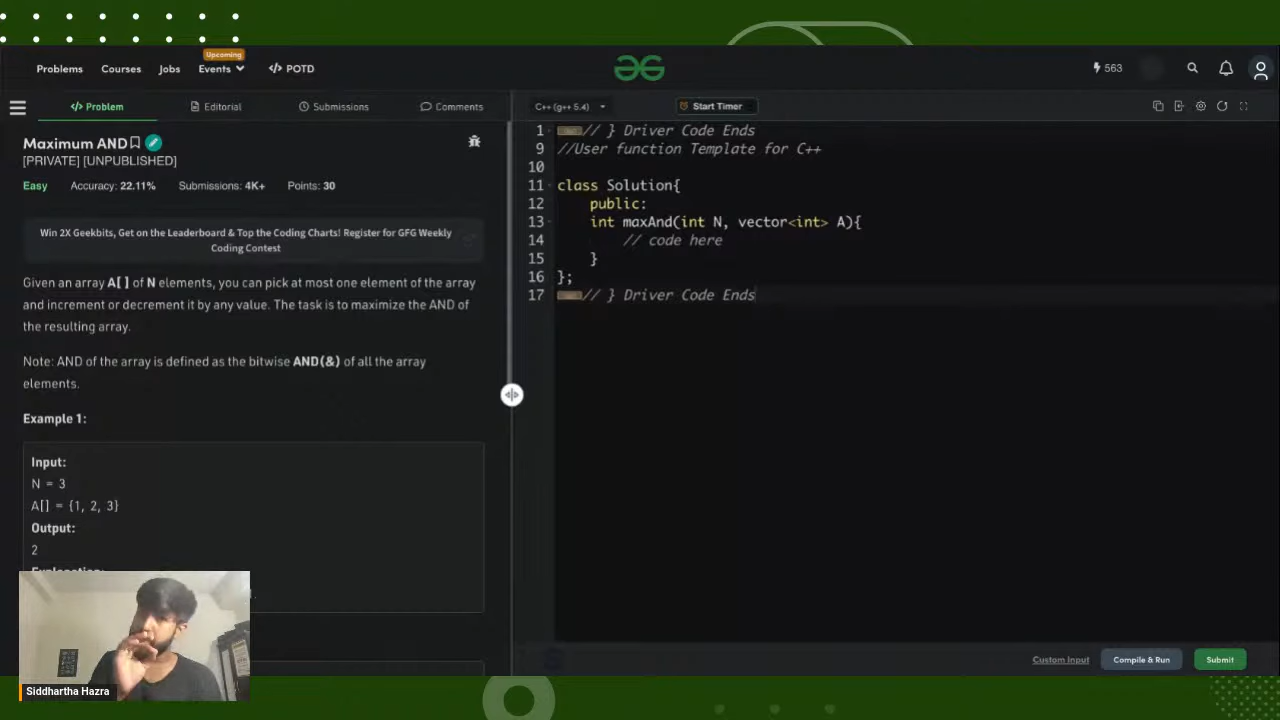 Upcoming
Problems Courses Jobs Events </> POTD
563
</> Problem Editorial Submissions Comments
C++ (g++ 5.4) Start Timer
Maximum AND
[PRIVATE] [UNPUBLISHED]
Easy Accuracy: 22.11% Submissions: 4K+ Points: 30
Win 2X Geekbits, Get on the Leaderboard & Top the Coding Charts! Register for GFG Weekly
Coding Contest
Given an array A[ ] of N elements, you can pick at most one element of the array
and increment or decrement it by any value. The task is to maximize the AND of
the resulting array.
Note: AND of the array is defined as the bitwise AND(&) of all the array
elements.
Example 1:
Input:
N = 3
A[] = {1, 2, 3}
Output:
2
Explanation:
Siddhartha Hazra
1 // } Driver Code Ends
9 //User function Template for C++
10
11 class Solution{
12 public:
13 int maxAnd(int N, vector<int> A){
14 // code here
15 }
16 };
17 // } Driver Code Ends
Custom Input Compile & Run Submit